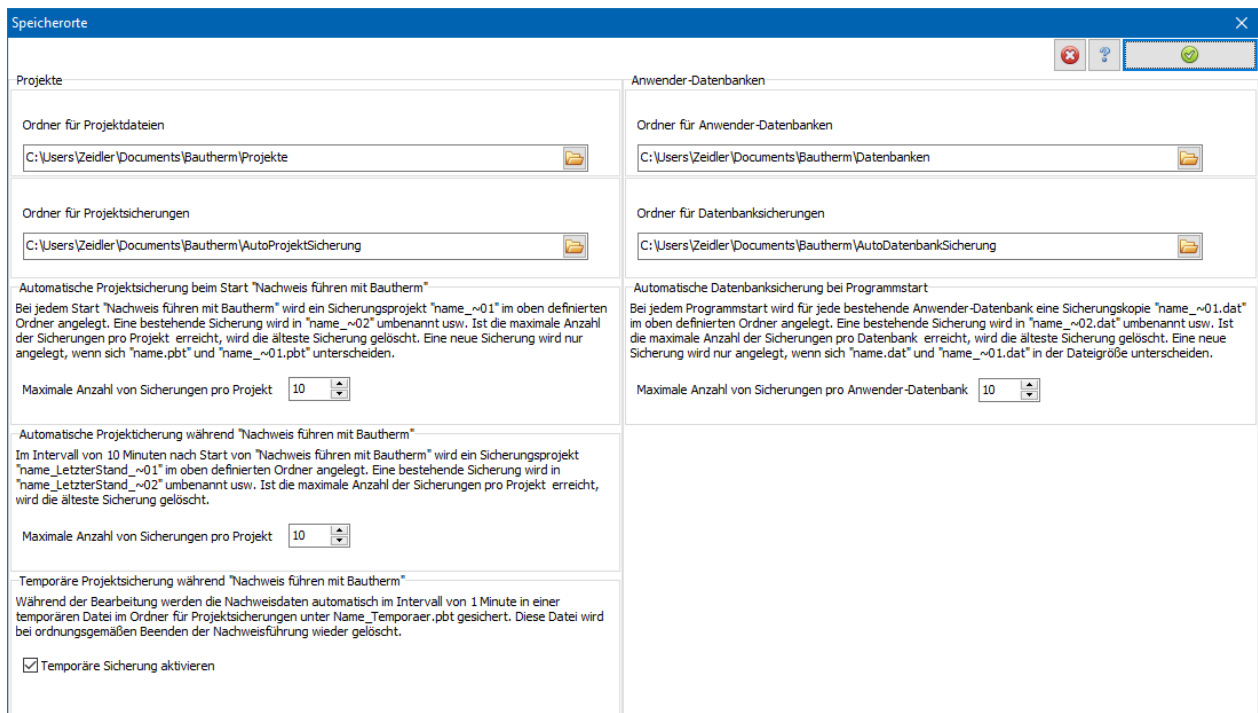 Speicherorte
Projekte
Ordner für Projektdateien
C:\Users\Zeidler\Documents\Bautherm\Projekte
Ordner für Projektsicherungen
C:\Users\Zeidler\Documents\Bautherm\AutoProjektSicherung
Automatische Projektsicherung beim Start "Nachweis führen mit Bautherm"
Bei jedem Start "Nachweis führen mit Bautherm" wird ein Sicherungsprojekt "name_~01" im oben definierten
Ordner angelegt. Eine bestehende Sicherung wird in "name_~02" umbenannt usw. Ist die maximale Anzahl
der Sicherungen pro Projekt erreicht, wird die älteste Sicherung gelöscht. Eine neue Sicherung wird nur
angelegt, wenn sich "name.pbt" und "name_~01.pbt" unterscheiden.
Maximale Anzahl von Sicherungen pro Projekt 10
Automatische Projekticherung während "Nachweis führen mit Bautherm"
Im Intervall von 10 Minuten nach Start von "Nachweis führen mit Bautherm" wird ein Sicherungsprojekt
"name_LetzterStand_~01" im oben definierten Ordner angelegt. Eine bestehende Sicherung wird in
"name_LetzterStand_~02" umbenannt usw. Ist die maximale Anzahl der Sicherungen pro Projekt erreicht,
wird die älteste Sicherung gelöscht.
Maximale Anzahl von Sicherungen pro Projekt 10
Temporäre Projektsicherung während "Nachweis führen mit Bautherm"
Während der Bearbeitung werden die Nachweisdaten automatisch im Intervall von 1 Minute in einer
temporären Datei im Ordner für Projektsicherungen unter Name_Temporaer.pbt gesichert. Diese Datei wird
bei ordnungsgemäßen Beenden der Nachweisführung wieder gelöscht.
Temporäre Sicherung aktivieren
Anwender-Datenbanken
Ordner für Anwender-Datenbanken
C:\Users\Zeidler\Documents\Bautherm\Datenbanken
Ordner für Datenbanksicherungen
C:\Users\Zeidler\Documents\Bautherm\AutoDatenbankSicherung
Automatische Datenbanksicherung bei Programmstart
Bei jedem Programmstart wird für jede bestehende Anwender-Datenbank eine Sicherungskopie "name_~01.dat"
im oben definierten Ordner angelegt. Eine bestehende Sicherung wird in "name_~02.dat" umbenannt usw. Ist
die maximale Anzahl der Sicherungen pro Datenbank erreicht, wird die älteste Sicherung gelöscht. Eine neue
Sicherung wird nur angelegt, wenn sich "name.dat" und "name_~01.dat" in der Dateigröße unterscheiden.
Maximale Anzahl von Sicherungen pro Anwender-Datenbank 10